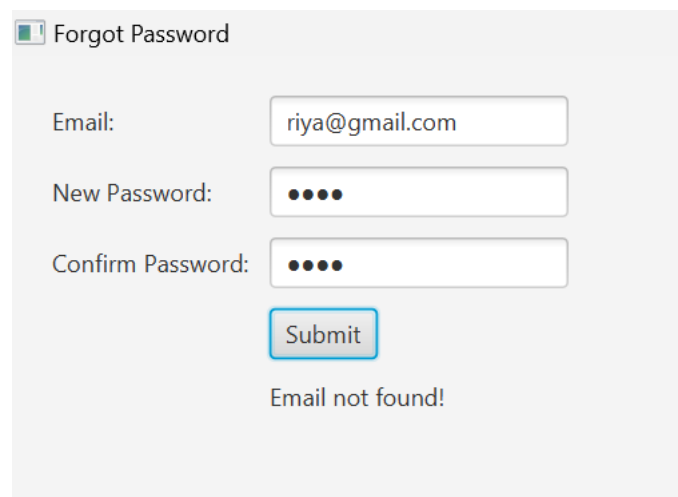 Forgot Password
Email: riya@gmail.com
New Password: ●●●●
Confirm Password: ●●●●
Submit
Email not found!